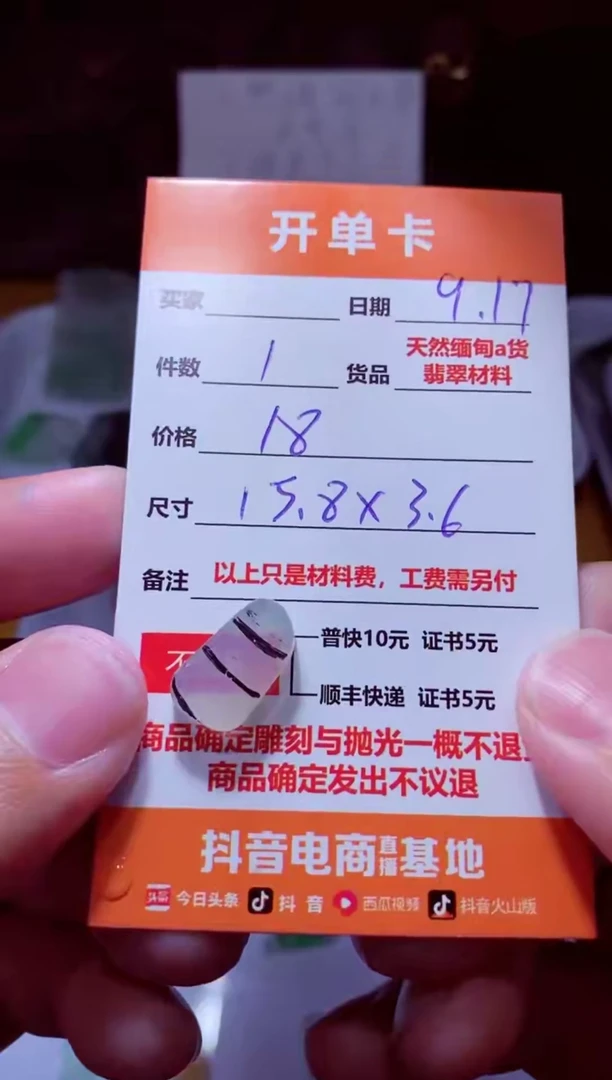 开单卡
买家 日期 9.17
件数 1 货品 天然缅甸a货
翡翠材料
价格 18
尺寸 15.8x3.6
备注 以上只是材料费，工费需另付
不
普快10元 证书5元
顺丰快递 证书5元
商品确定雕刻与抛光一概不退
商品确定发出不议退
抖音电商直播基地
头条 今日头条 抖音 西瓜视频 抖音火山版